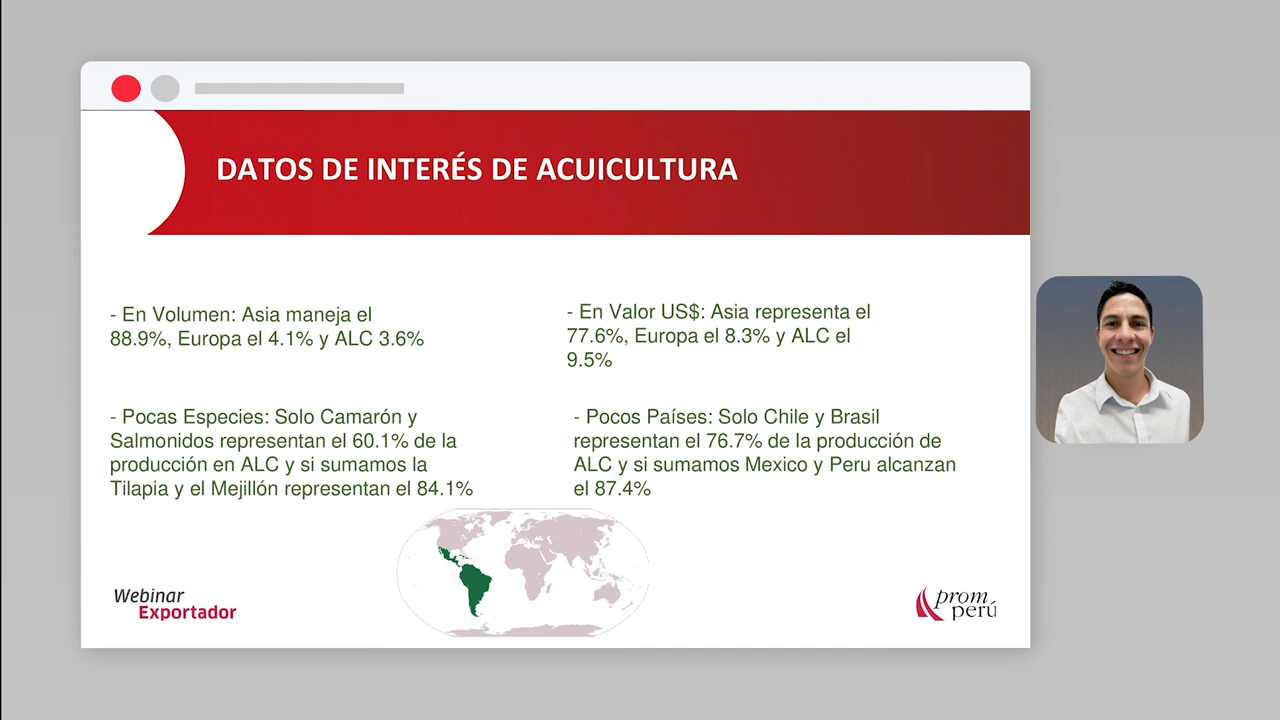 DATOS DE INTERÉS DE ACUICULTURA
- En Volumen: Asia maneja el
88.9%, Europa el 4.1% y ALC 3.6%
- En Valor US$: Asia representa el
77.6%, Europa el 8.3% y ALC el
9.5%
- Pocas Especies: Solo Camarón y
Salmonidos representan el 60.1% de la
producción en ALC y si sumamos la
Tilapia y el Mejillón representan el 84.1%
- Pocos Países: Solo Chile y Brasil
representan el 76.7% de la producción de
ALC y si sumamos Mexico y Peru alcanzan
el 87.4%
Webinar
Exportador
prom
perú